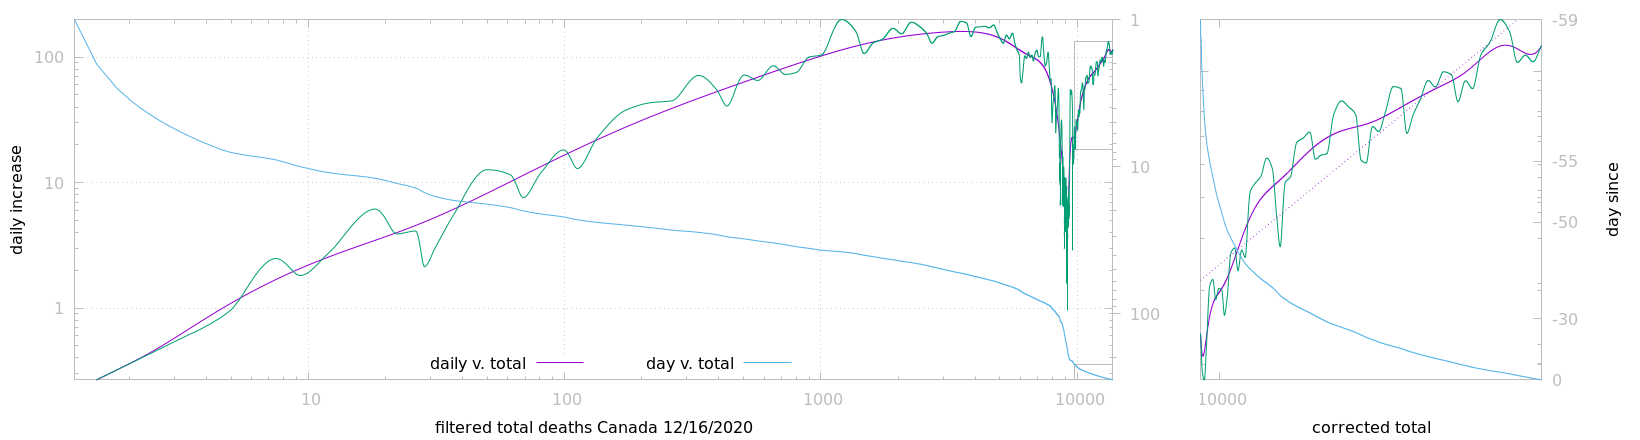 daily increase
100
10
1
10
100
1000
10000
filtered total deaths Canada 12/16/2020
daily v. total
day v. total
1
10
100
10000
corrected total
-59
-55
-50
-30
0
day since